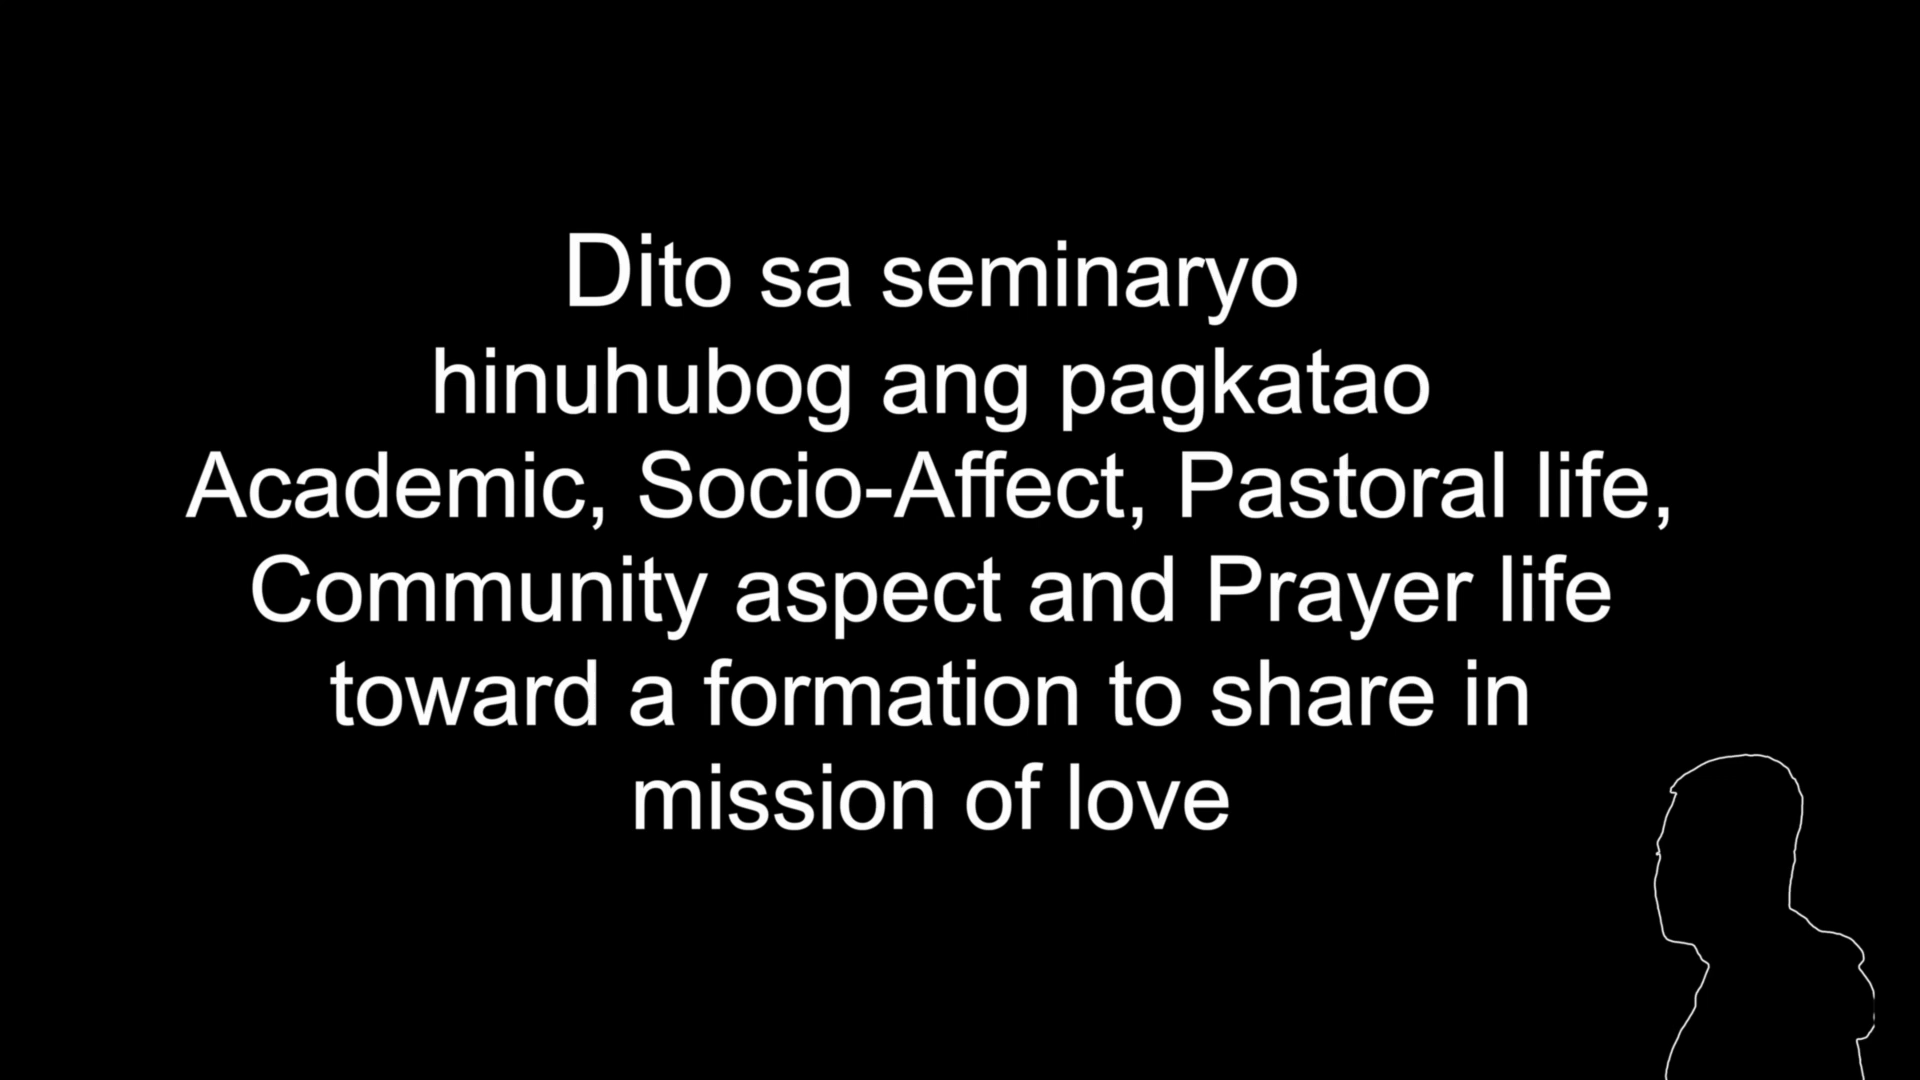 Dito sa seminaryo
hinuhubog ang pagkatao
Academic, Socio-Affect, Pastoral life,
Community aspect and Prayer life
toward a formation to share in
mission of love